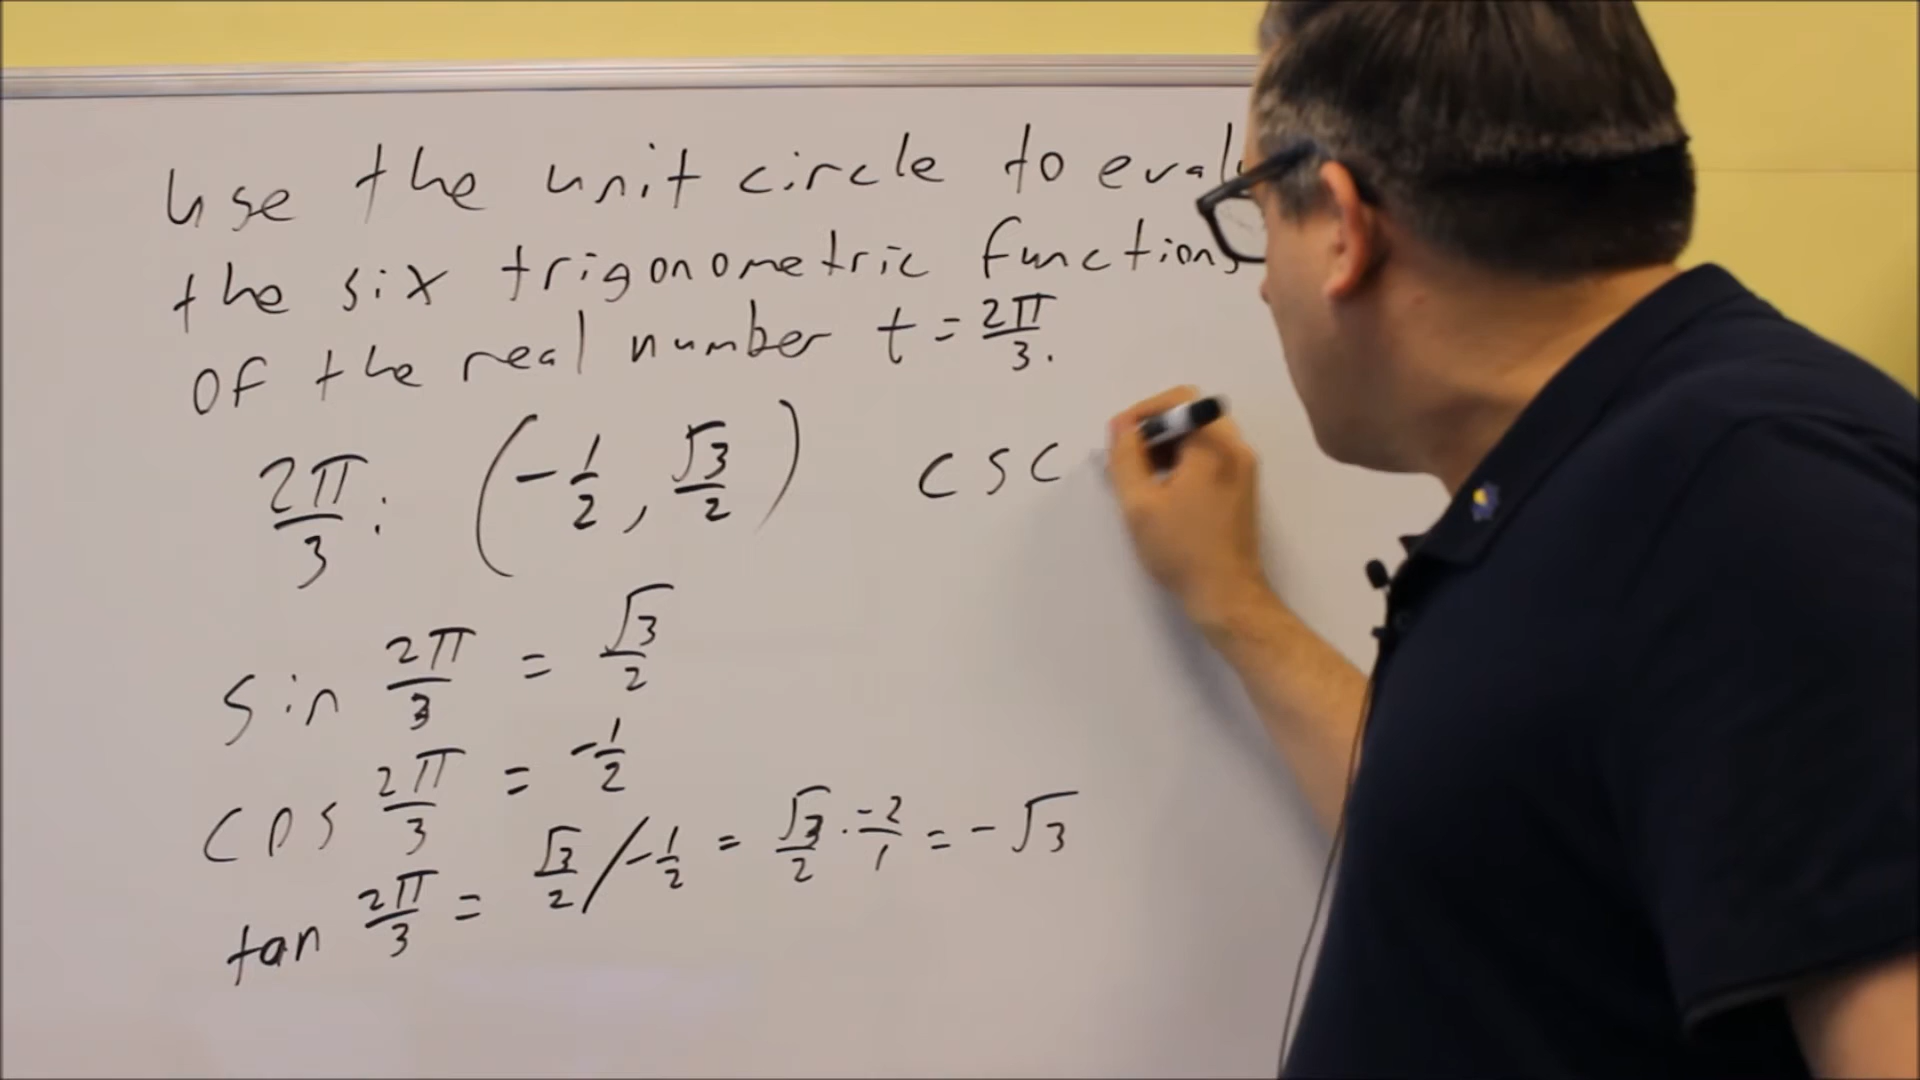 Use the unit circle to
the six trigonometric functions
of the real number t = 2π/3.
2π/3 : (-1/2, √3/2) csc
sin 2π/3 = √3/2
cos 2π/3 = -1/2
tan 2π/3 = √3/2 / -1/2 = √3/2 · -2/1 = -√3